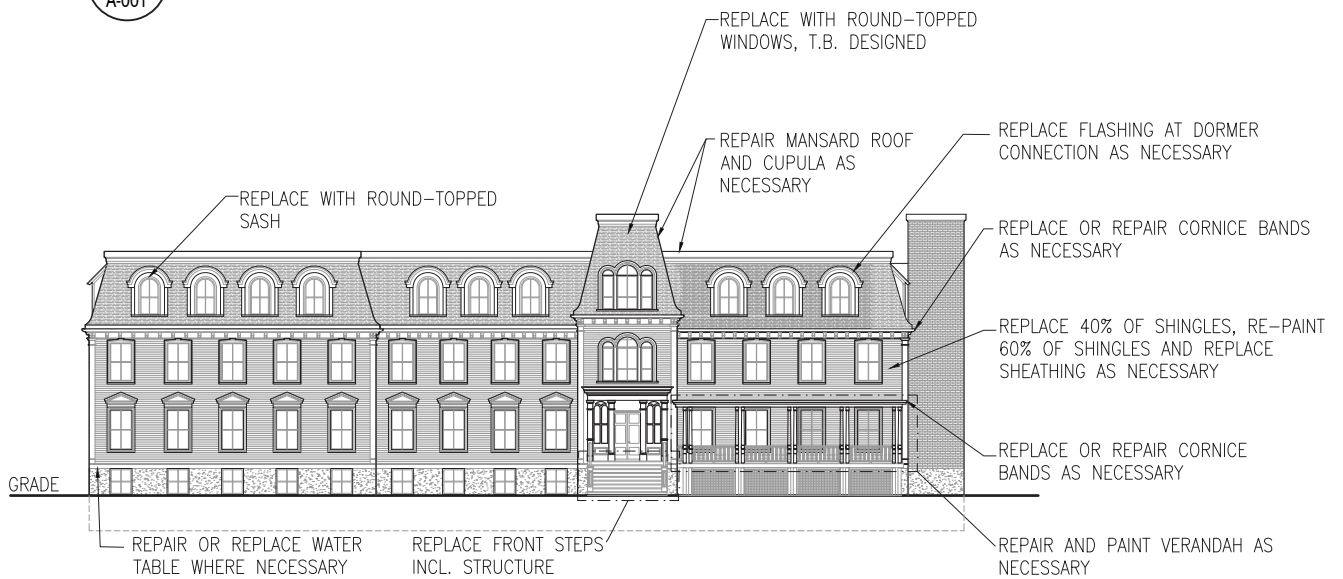 A-001
REPLACE WITH ROUND-TOPPED
WINDOWS, T.B. DESIGNED
REPAIR MANSARD ROOF
AND CUPULA AS
NECESSARY
REPLACE FLASHING AT DORMER
CONNECTION AS NECESSARY
REPLACE WITH ROUND-TOPPED
SASH
REPLACE OR REPAIR CORNICE BANDS
AS NECESSARY
REPLACE 40% OF SHINGLES, RE-PAINT
60% OF SHINGLES AND REPLACE
SHEATHING AS NECESSARY
REPLACE OR REPAIR CORNICE
BANDS AS NECESSARY
GRADE
REPAIR OR REPLACE WATER
TABLE WHERE NECESSARY
REPLACE FRONT STEPS
INCL. STRUCTURE
REPAIR AND PAINT VERANDAH AS
NECESSARY